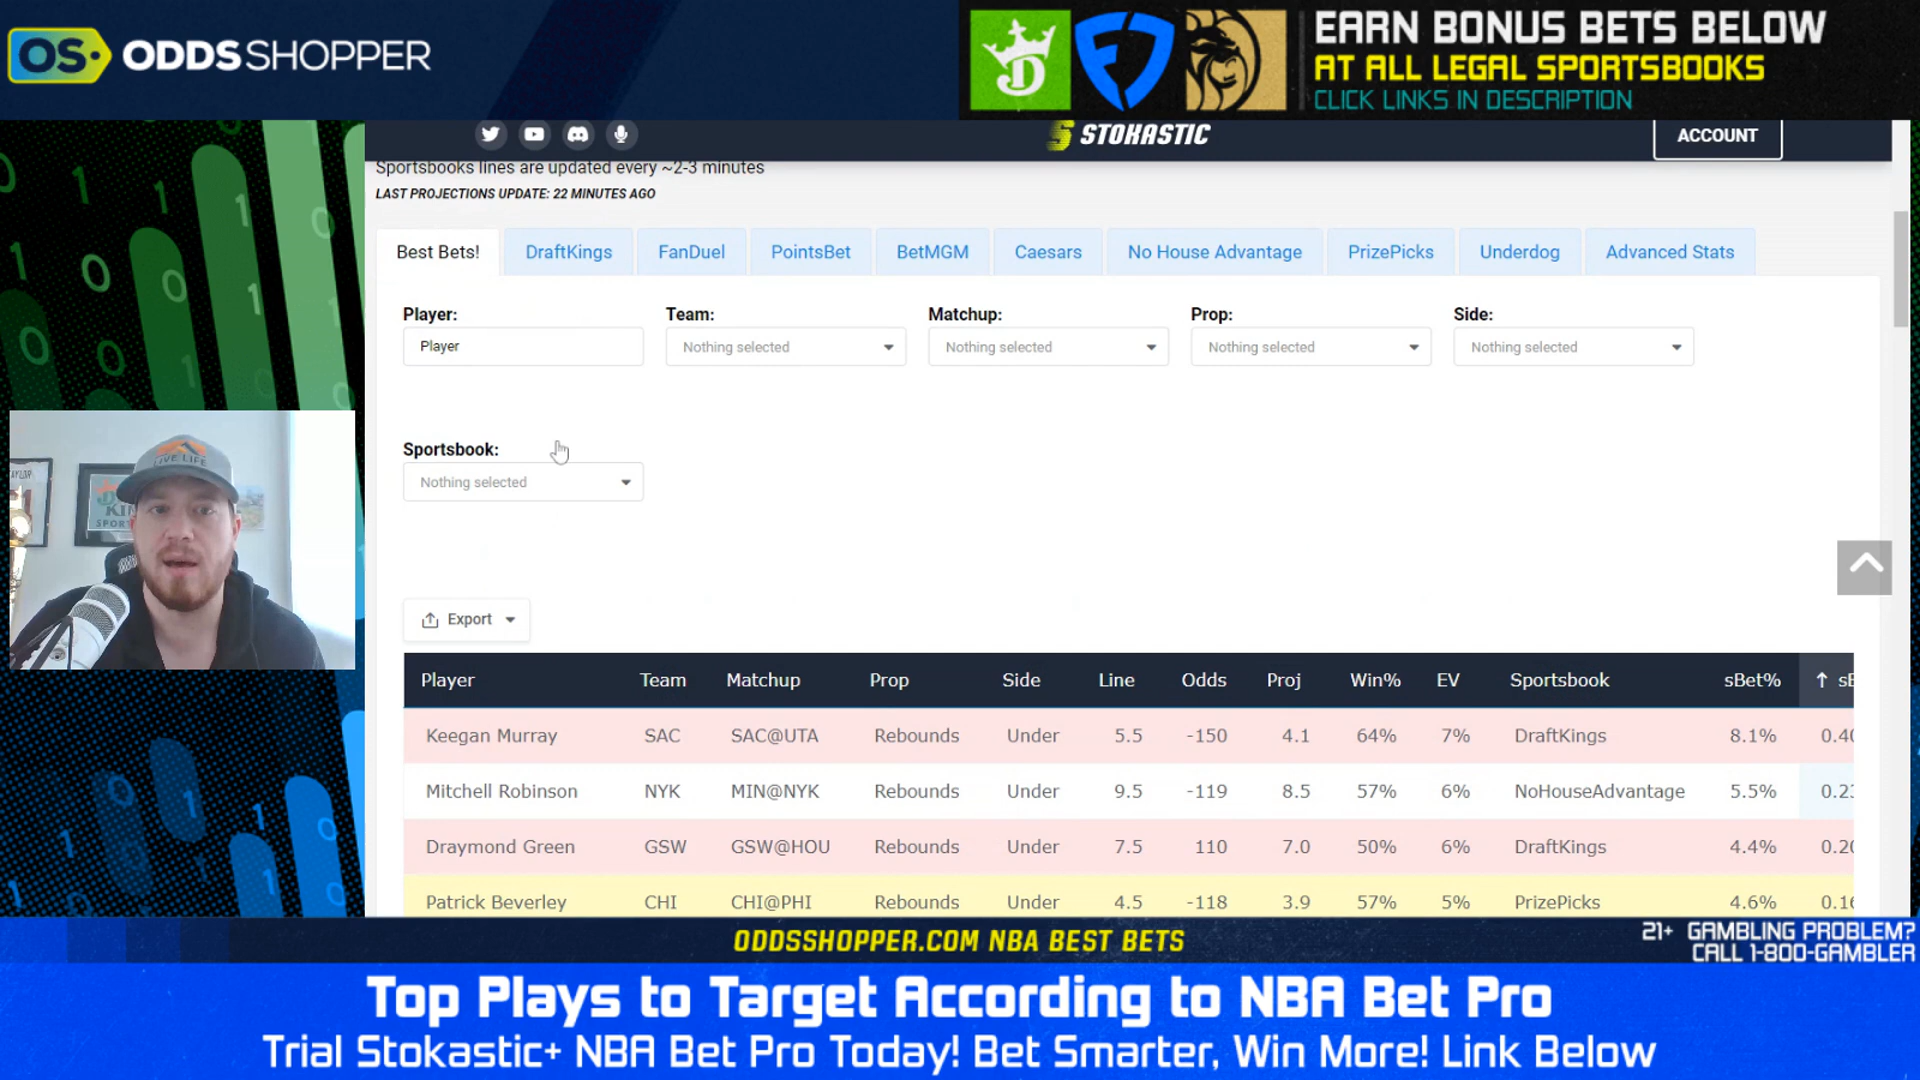 OS ODDSSHOPPER
EARN BONUS BETS BELOW
AT ALL LEGAL SPORTSBOOKS
CLICK LINKS IN DESCRIPTION
STOKASTIC
ACCOUNT
Sportsbooks lines are updated every ~2-3 minutes
LAST PROJECTIONS UPDATE: 22 MINUTES AGO
Best Bets! DraftKings FanDuel PointsBet BetMGM Caesars No House Advantage PrizePicks Underdog Advanced Stats
Player: Team: Matchup: Prop: Side:
Player Nothing selected Nothing selected Nothing selected Nothing selected
Sportsbook:
Nothing selected
Export
Player Team Matchup Prop Side Line Odds Proj Win% EV Sportsbook sBet% ↑
Keegan Murray SAC SAC@UTA Rebounds Under 5.5 -150 4.1 64% 7% DraftKings 8.1%
Mitchell Robinson NYK MIN@NYK Rebounds Under 9.5 -119 8.5 57% 6% NoHouseAdvantage 5.5%
Draymond Green GSW GSW@HOU Rebounds Under 7.5 110 7.0 50% 6% DraftKings 4.4%
Patrick Beverley CHI CHI@PHI Rebounds Under 4.5 -118 3.9 57% 5% PrizePicks 4.6%
ODDSSHOPPER.COM NBA BEST BETS
21+ GAMBLING PROBLEM?
CALL 1-800-GAMBLER
Top Plays to Target According to NBA Bet Pro
Trial Stokastic+ NBA Bet Pro Today! Bet Smarter, Win More! Link Below